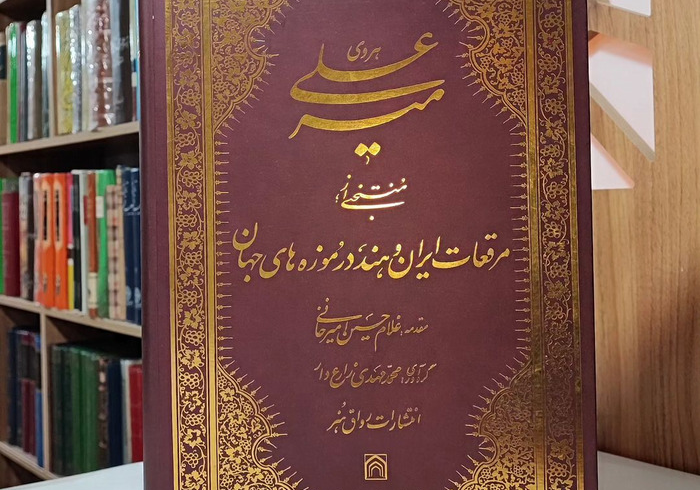 میرعلی هروی
منتخبی از
مرقعات ایران و هند در موزه های جهان
مقدمه: غلامحسین امیرخانی
گردآوری: محمدمهدی زراع دار
انتشارات رواق هنر